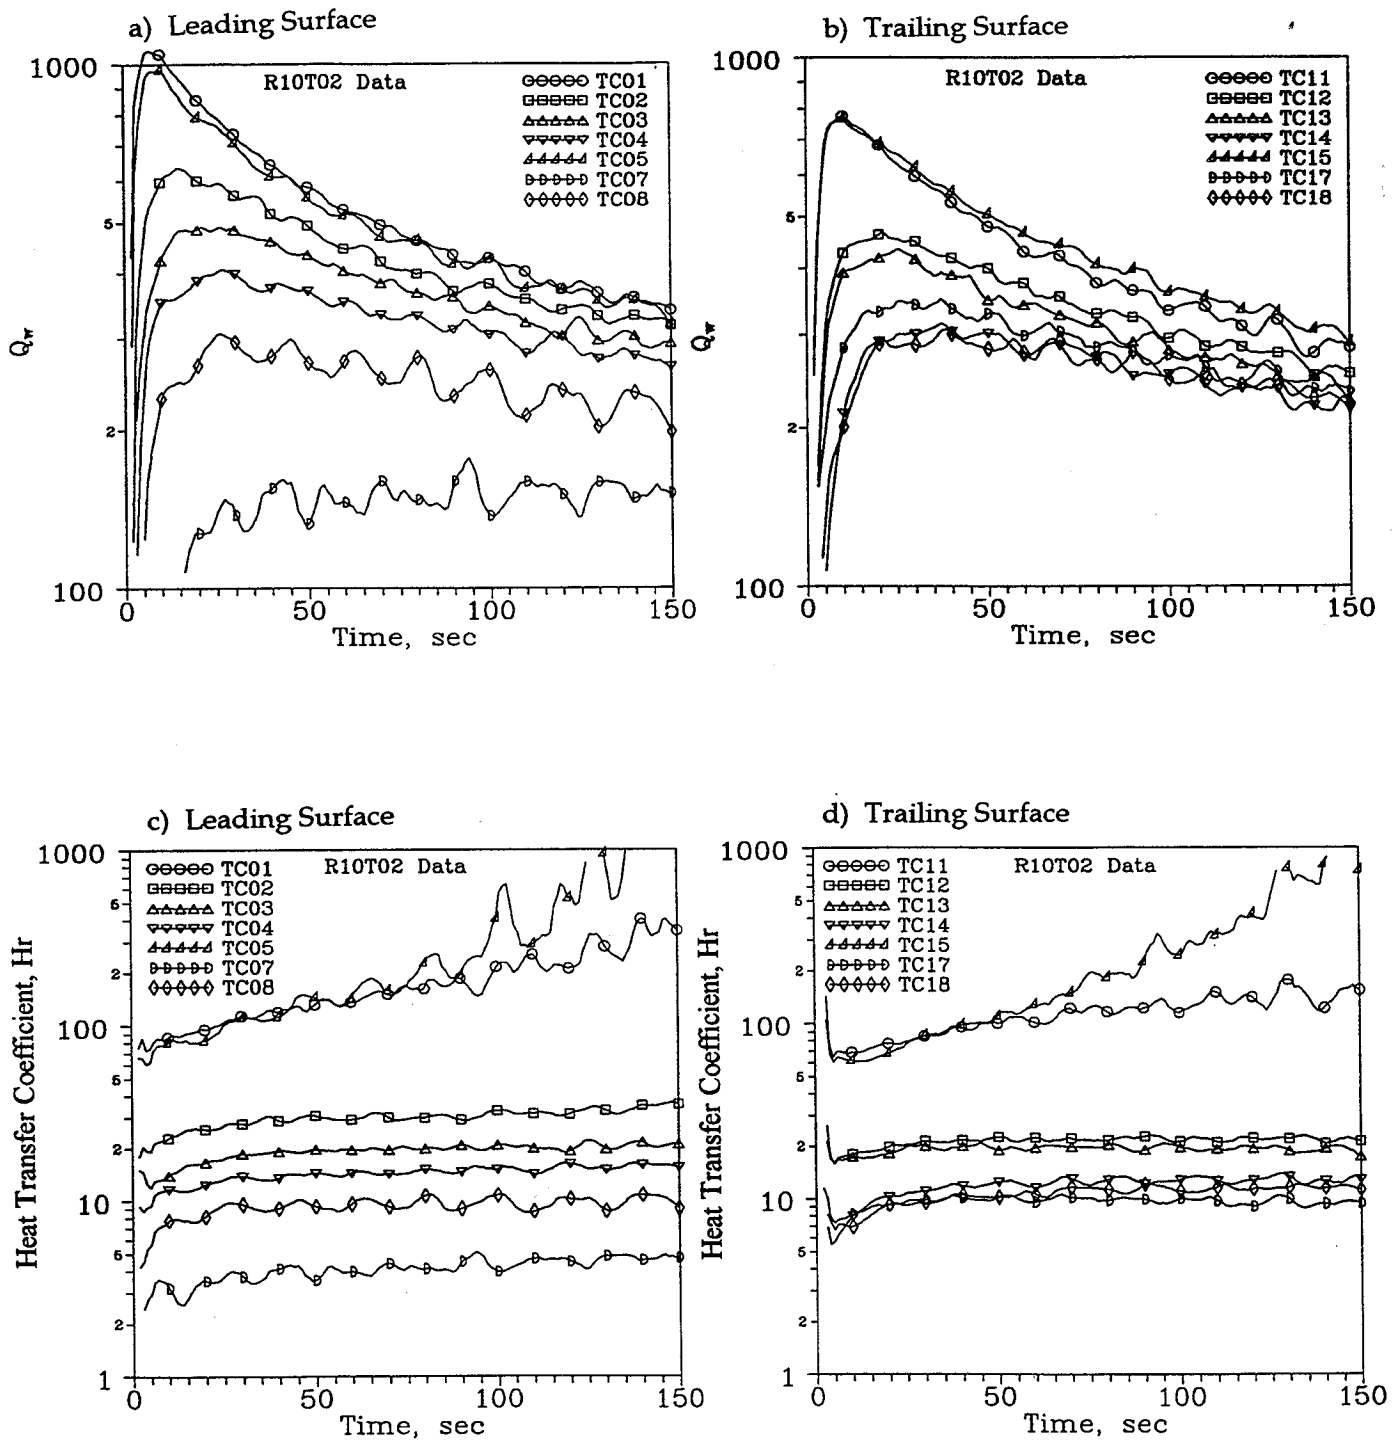 a) Leading Surface
1000
5
2
100
Q_w
R10T02 Data
TC01
TC02
TC03
TC04
TC05
TC07
TC08
0 50 100 150
Time, sec
b) Trailing Surface
1000
5
2
100
Q_w
R10T02 Data
TC11
TC12
TC13
TC14
TC15
TC17
TC18
0 50 100 150
Time, sec
c) Leading Surface
1000
5
2
100
5
2
10
5
2
1
Heat Transfer Coefficient, Hr
TC01
TC02
TC03
TC04
TC05
TC07
TC08
R10T02 Data
0 50 100 150
Time, sec
d) Trailing Surface
1000
5
2
100
5
2
10
5
2
1
Heat Transfer Coefficient, Hr
TC11
TC12
TC13
TC14
TC15
TC17
TC18
R10T02 Data
0 50 100 150
Time, sec